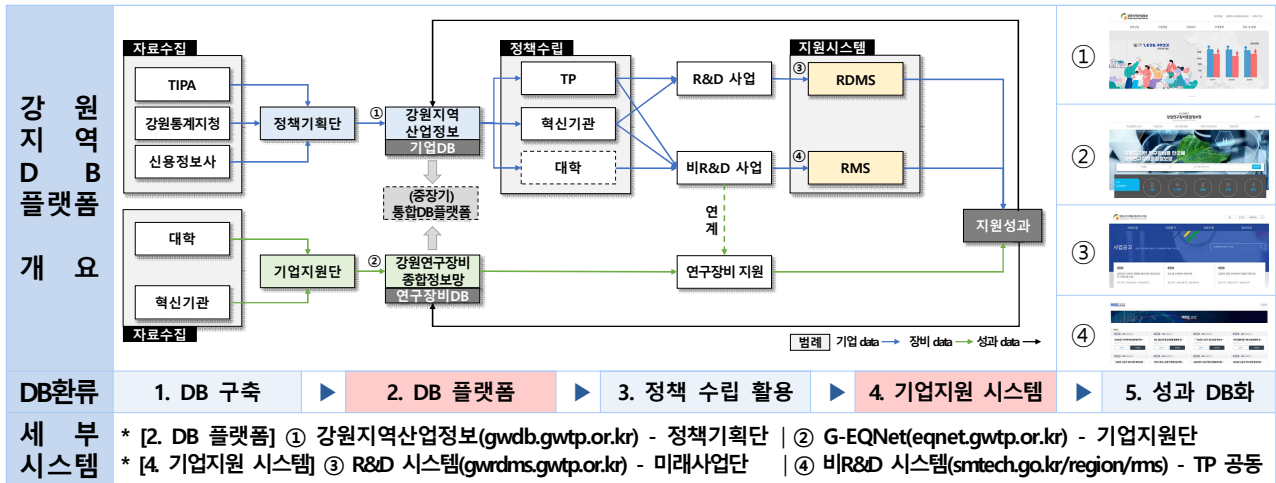 강 원
지 역
D B
플랫폼
개 요
자료수집
TIPA
강원통계지청
신용정보사
정책기획단
①
강원지역
산업정보
기업DB
(중장기)
통합DB플랫폼
대학
혁신기관
자료수집
기업지원단
②
강원연구장비
종합정보망
연구장비DB
정책수립
TP
혁신기관
대학
R&D 사업
비R&D 사업
연
계
연구장비 지원
지원시스템
③
RDMS
④
RMS
지원성과
범례 기업 data 장비 data 성과 data
①
②
③
사업공고
④
DB환류
1. DB 구축
2. DB 플랫폼
3. 정책 수립 활용
4. 기업지원 시스템
5. 성과 DB화
세 부
시스템
* [2. DB 플랫폼] ① 강원지역산업정보(gwdb.gwtp.or.kr) - 정책기획단 | ② G-EQNet(eqnet.gwtp.or.kr) - 기업지원단
* [4. 기업지원 시스템] ③ R&D 시스템(gwrdms.gwtp.or.kr) - 미래사업단 | ④ 비R&D 시스템(smtech.go.kr/region/rms) - TP 공동